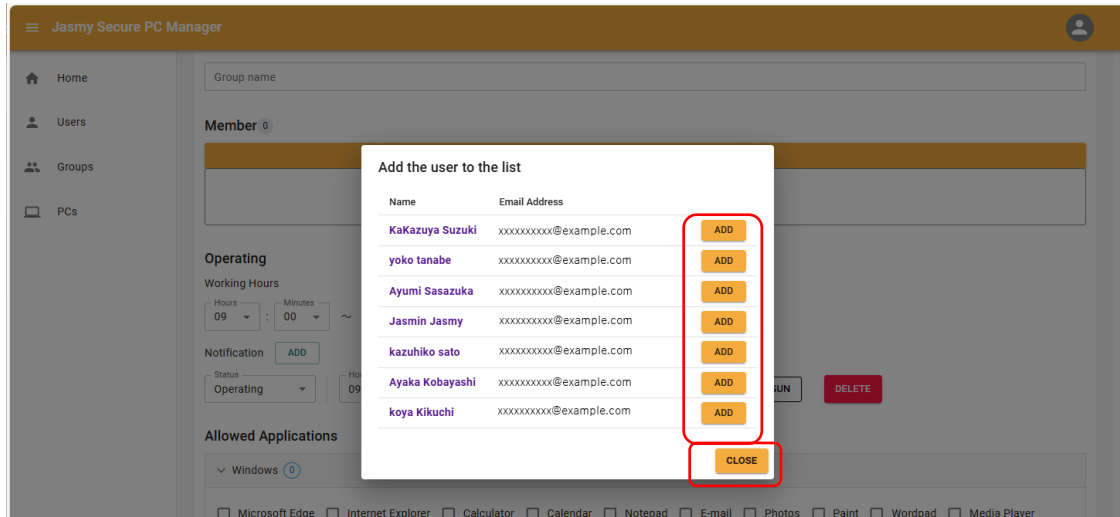 Jasmy Secure PC Manager
Home
Users
Groups
PCs
Group name
Member 0
Add the user to the list
Name Email Address
KaKazuya Suzuki xxxxxxxxxx@example.com ADD
yoko tanabe xxxxxxxxxx@example.com ADD
Ayumi Sasazuka xxxxxxxxxx@example.com ADD
Jasmin Jasmy xxxxxxxxxx@example.com ADD
kazuhiko sato xxxxxxxxxx@example.com ADD
Ayaka Kobayashi xxxxxxxxxx@example.com ADD
koya Kikuchi xxxxxxxxxx@example.com ADD
CLOSE
Operating
Working Hours
Hours Minutes
09 : 00 ~
Notification ADD
Status
Operating 09 SUN DELETE
Allowed Applications
Windows 0
Microsoft Edge Internet Explorer Calculator Calendar Notepad E-mail Photos Paint Wordpad Media Player